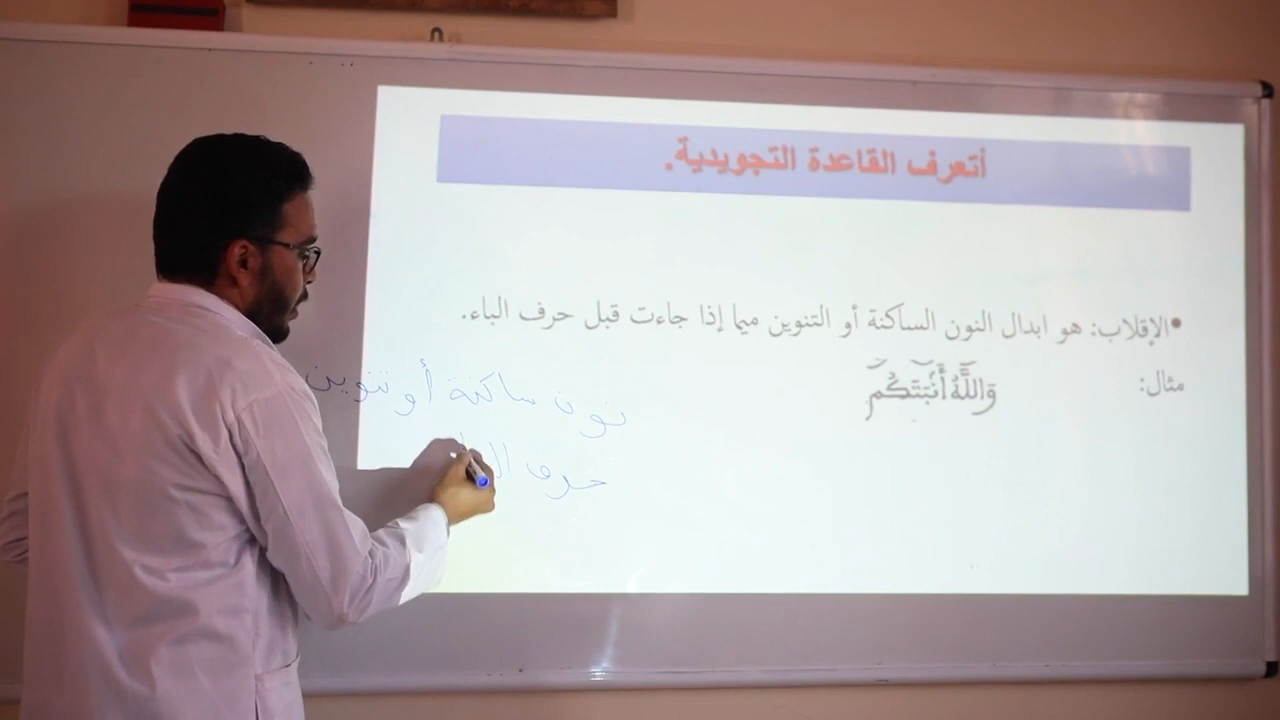 أتعرف القاعدة التجويدية.
•الإقلاب: هو ابدال النون الساكنة أو التنوين ميما إذا جاءت قبل حرف الباء.
مثال: وَاللَّهُ أَنْبَتَكُم
نون ساكنة أو تنوين
حرف